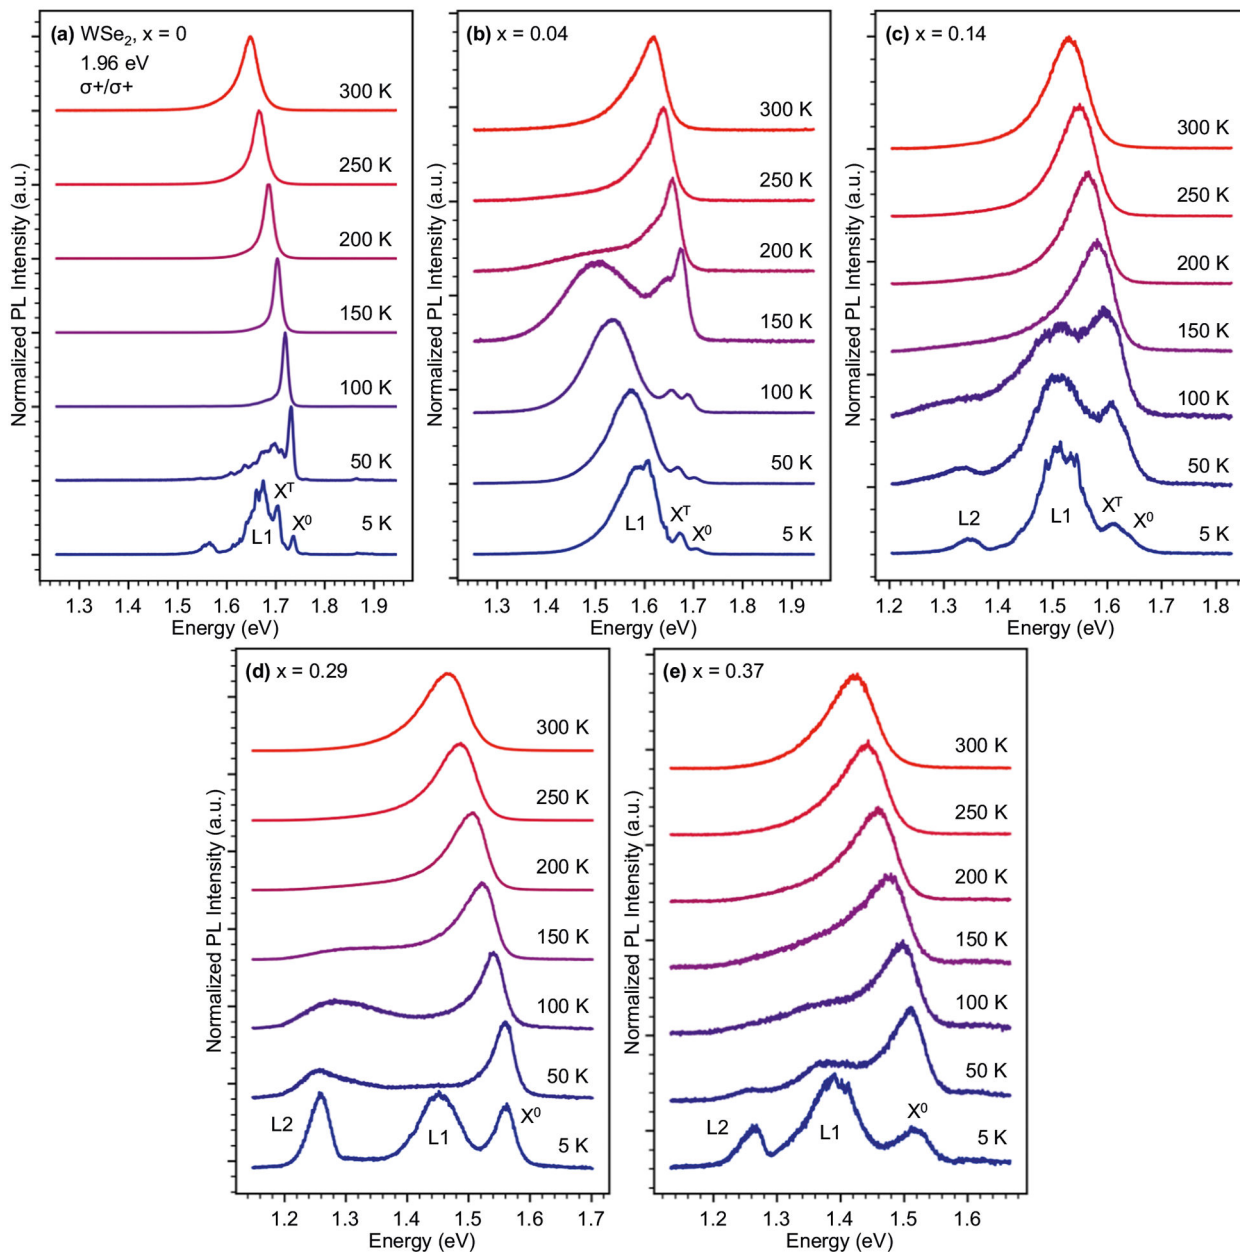 (a) WSe₂, x = 0
1.96 eV
σ+/σ+
300 K
250 K
200 K
150 K
100 K
50 K
5 K
L1
Xᵀ
X⁰
Normalized PL Intensity (a.u.)
1.3 1.4 1.5 1.6 1.7 1.8 1.9
Energy (eV)
(b) x = 0.04
300 K
250 K
200 K
150 K
100 K
50 K
5 K
L1
Xᵀ
X⁰
Normalized PL Intensity (a.u.)
1.3 1.4 1.5 1.6 1.7 1.8 1.9
Energy (eV)
(c) x = 0.14
300 K
250 K
200 K
150 K
100 K
50 K
5 K
L2
L1
Xᵀ
X⁰
Normalized PL Intensity (a.u.)
1.2 1.3 1.4 1.5 1.6 1.7 1.8
Energy (eV)
(d) x = 0.29
300 K
250 K
200 K
150 K
100 K
50 K
5 K
L2
L1
X⁰
Normalized PL Intensity (a.u.)
1.2 1.3 1.4 1.5 1.6 1.7
Energy (eV)
(e) x = 0.37
300 K
250 K
200 K
150 K
100 K
50 K
5 K
L2
L1
X⁰
Normalized PL Intensity (a.u.)
1.2 1.3 1.4 1.5 1.6
Energy (eV)